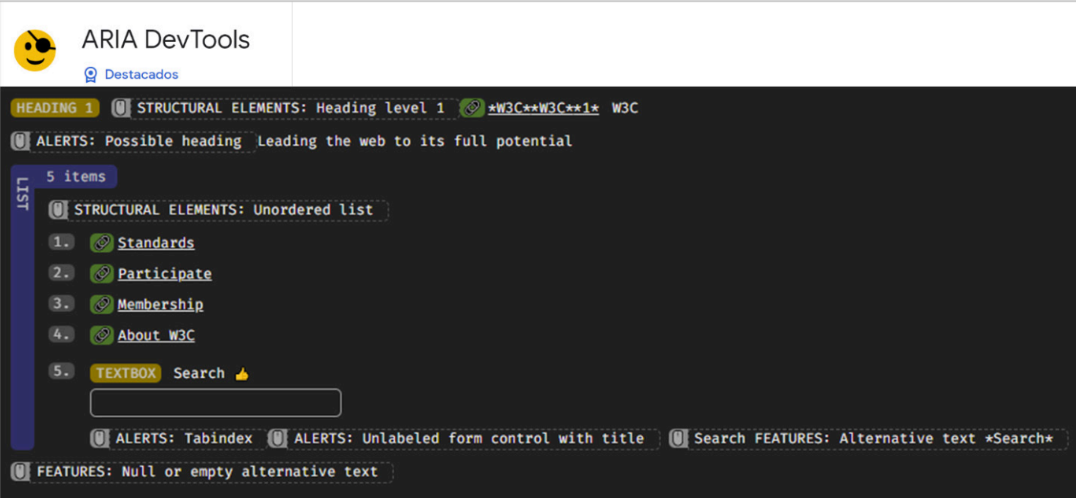 ARIA DevTools
Destacados
HEADING 1 STRUCTURAL ELEMENTS: Heading level 1 *W3C**W3C**1* W3C
ALERTS: Possible heading Leading the web to its full potential
LIST 5 items
STRUCTURAL ELEMENTS: Unordered list
1. Standards
2. Participate
3. Membership
4. About W3C
5. TEXTBOX Search 👍
ALERTS: Tabindex ALERTS: Unlabeled form control with title Search FEATURES: Alternative text *Search*
FEATURES: Null or empty alternative text